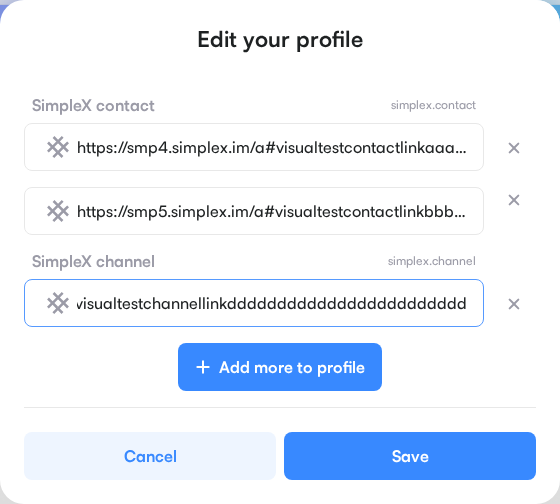 Edit your profile
SimpleX contact simplex.contact
https://smp4.simplex.im/a#visualtestcontactlinkaaa...
https://smp5.simplex.im/a#visualtestcontactlinkbbb...
SimpleX channel simplex.channel
visualtestchannellinkdddddddddddddddddddddddd
+ Add more to profile
Cancel Save